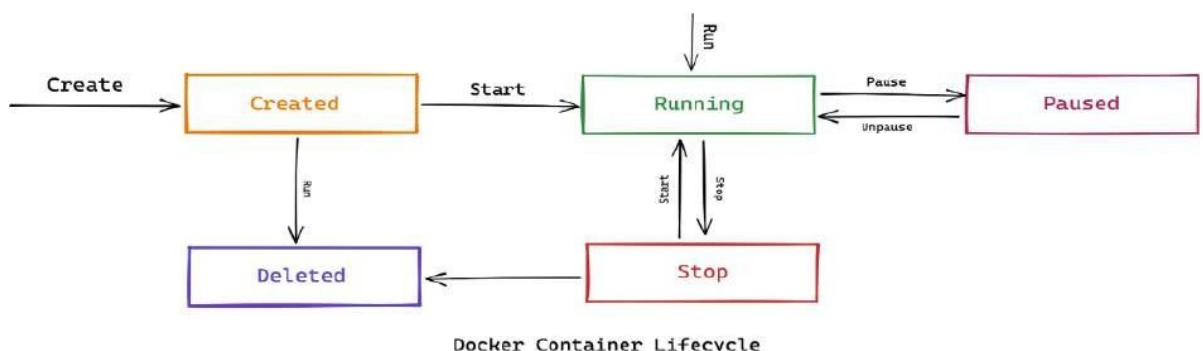 Run
Create
Created
Start
Running
Pause
Unpause
Paused
Run
Start
Stop
Deleted
Stop
Docker Container Lifecycle